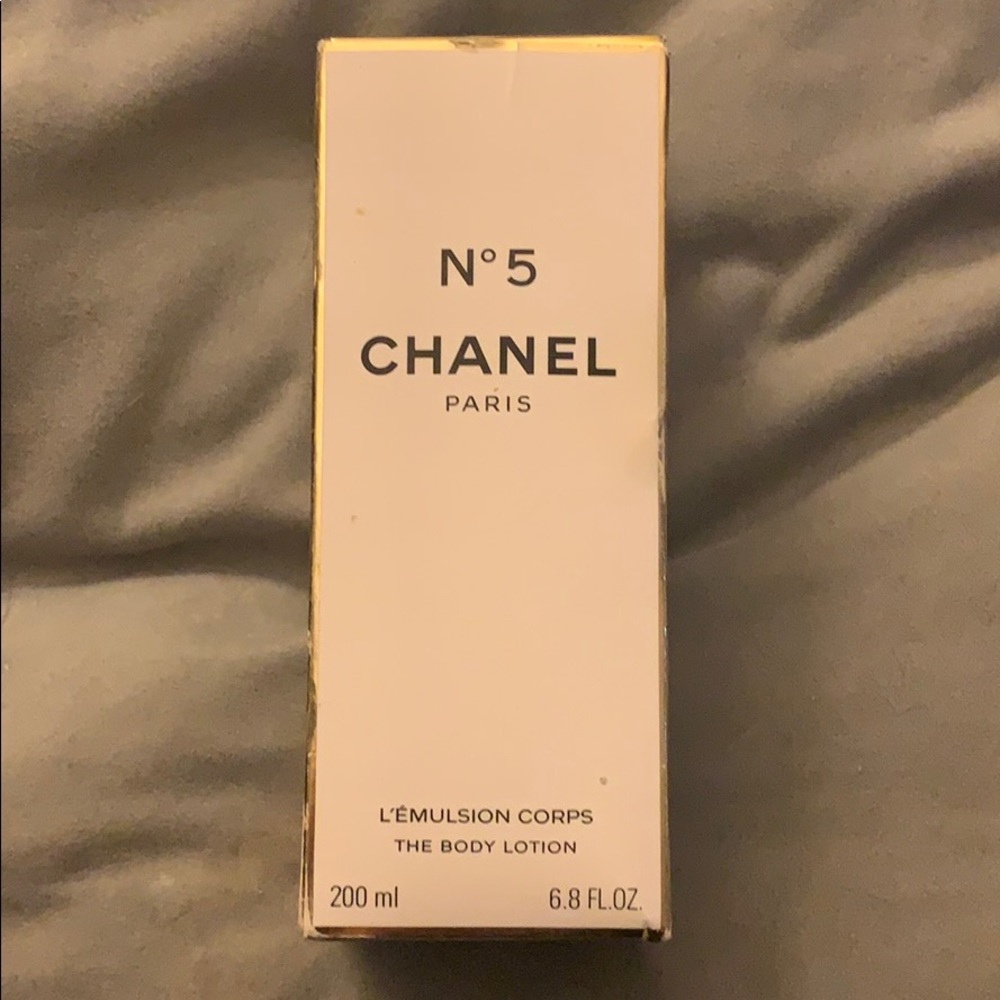 N°5
CHANEL
PARIS
L'ÉMULSION CORPS
THE BODY LOTION
200 ml 6.8 FL.OZ.